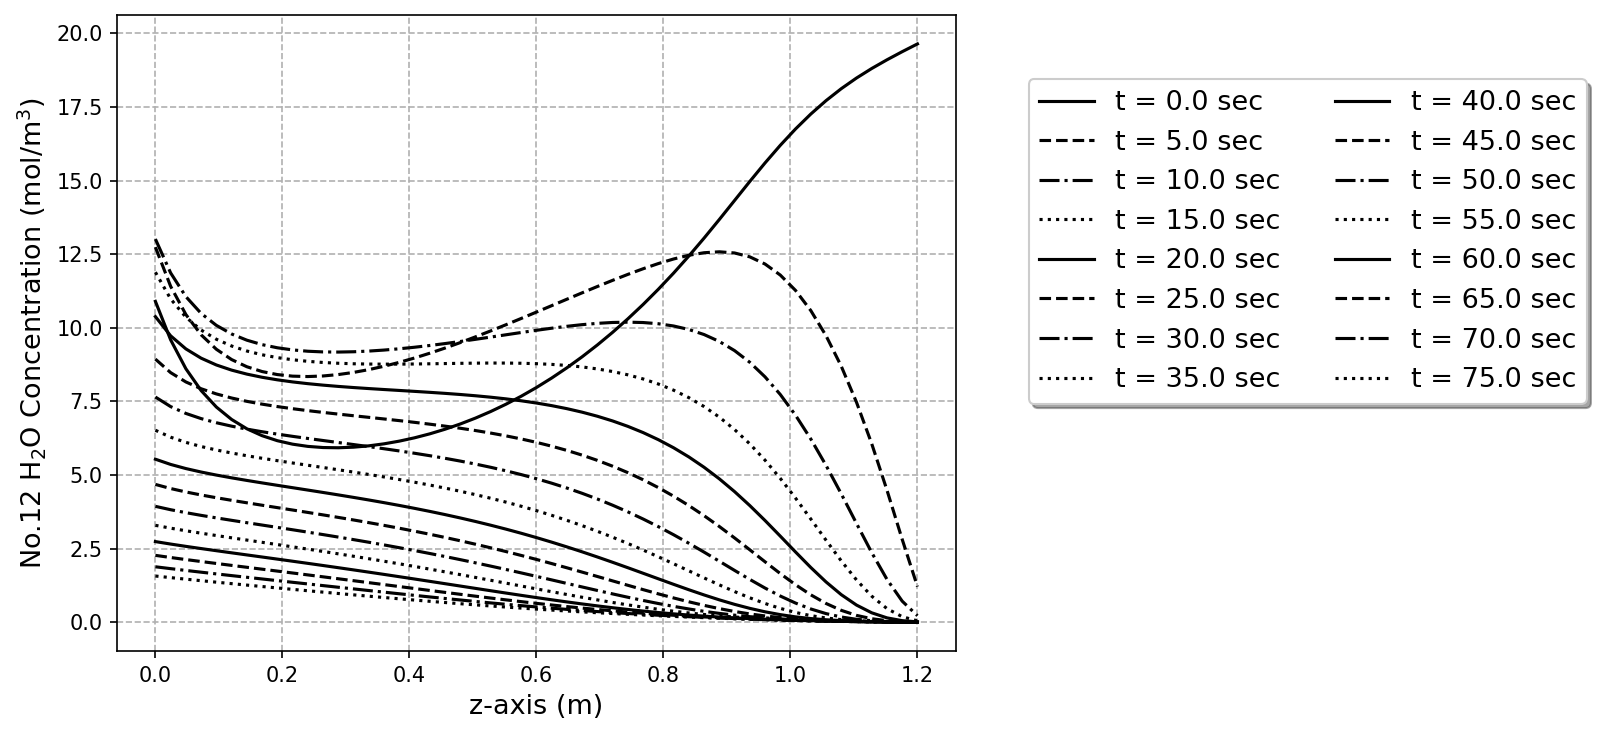 20.0
17.5
15.0
12.5
10.0
7.5
5.0
2.5
0.0
No.12 H₂O Concentration (mol/m³)
0.0 0.2 0.4 0.6 0.8 1.0 1.2
z-axis (m)
t = 0.0 sec
t = 5.0 sec
t = 10.0 sec
t = 15.0 sec
t = 20.0 sec
t = 25.0 sec
t = 30.0 sec
t = 35.0 sec
t = 40.0 sec
t = 45.0 sec
t = 50.0 sec
t = 55.0 sec
t = 60.0 sec
t = 65.0 sec
t = 70.0 sec
t = 75.0 sec